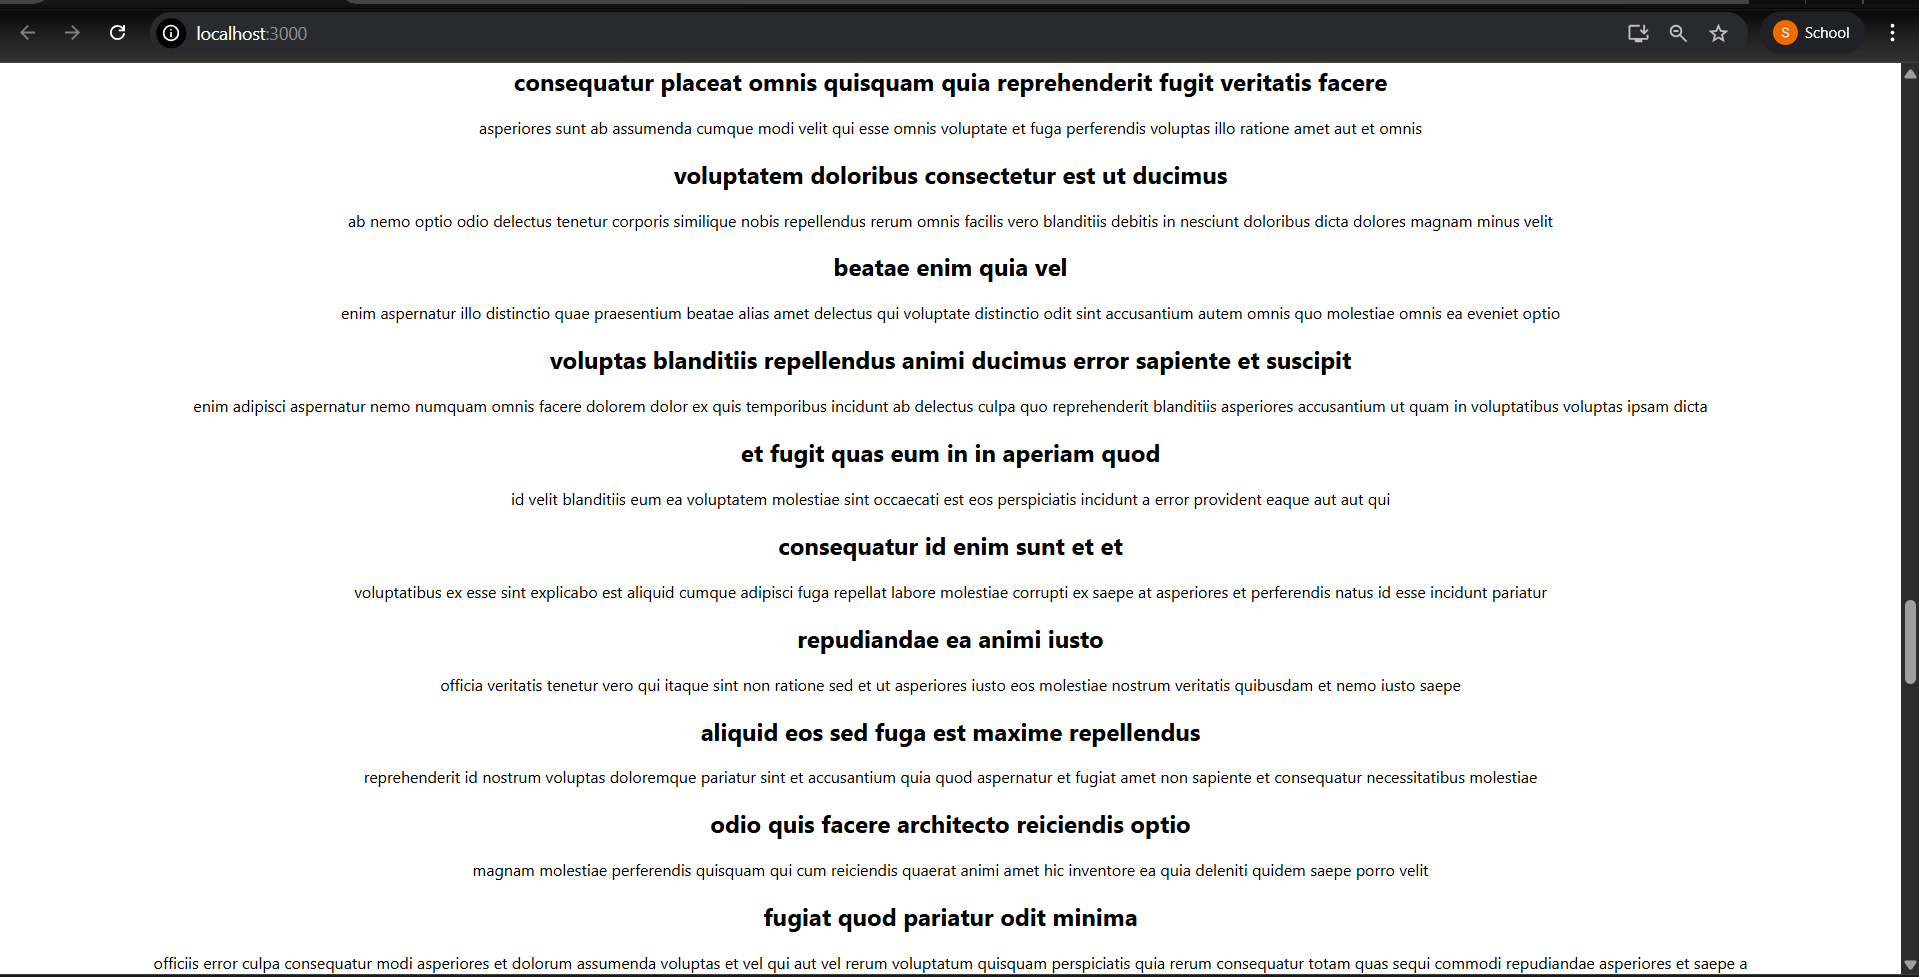 localhost:3000
S School
consequatur placeat omnis quisquam quia reprehenderit fugit veritatis facere
asperiores sunt ab assumenda cumque modi velit qui esse omnis voluptate et fuga perferendis voluptas illo ratione amet aut et omnis
voluptatem doloribus consectetur est ut ducimus
ab nemo optio odio delectus tenetur corporis similique nobis repellendus rerum omnis facilis vero blanditiis debitis in nesciunt doloribus dicta dolores magnam minus velit
beatae enim quia vel
enim aspernatur illo distinctio quae praesentium beatae alias amet delectus qui voluptate distinctio odit sint accusantium autem omnis quo molestiae omnis ea eveniet optio
voluptas blanditiis repellendus animi ducimus error sapiente et suscipit
enim adipisci aspernatur nemo numquam omnis facere dolorem dolor ex quis temporibus incidunt ab delectus culpa quo reprehenderit blanditiis asperiores accusantium ut quam in voluptatibus voluptas ipsam dicta
et fugit quas eum in in aperiam quod
id velit blanditiis eum ea voluptatem molestiae sint occaecati est eos perspiciatis incidunt a error provident eaque aut aut qui
consequatur id enim sunt et et
voluptatibus ex esse sint explicabo est aliquid cumque adipisci fuga repellat labore molestiae corrupti ex saepe at asperiores et perferendis natus id esse incidunt pariatur
repudiandae ea animi iusto
officia veritatis tenetur vero qui itaque sint non ratione sed et ut asperiores iusto eos molestiae nostrum veritatis quibusdam et nemo iusto saepe
aliquid eos sed fuga est maxime repellendus
reprehenderit id nostrum voluptas doloremque pariatur sint et accusantium quia quod aspernatur et fugiat amet non sapiente et consequatur necessitatibus molestiae
odio quis facere architecto reiciendis optio
magnam molestiae perferendis quisquam qui cum reiciendis quaerat animi amet hic inventore ea quia deleniti quidem saepe porro velit
fugiat quod pariatur odit minima
officiis error culpa consequatur modi asperiores et dolorum assumenda voluptas et vel qui aut vel rerum voluptatum quisquam perspiciatis quia rerum consequatur totam quas sequi commodi repudiandae asperiores et saepe a